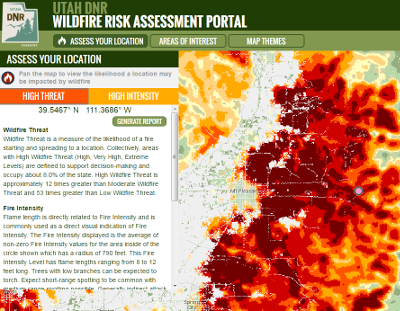 UTAH DNR
WILDFIRE RISK ASSESSMENT PORTAL
UTAH
DNR
FORESTRY
ASSESS YOUR LOCATION
AREAS OF INTEREST
MAP THEMES
ASSESS YOUR LOCATION
Pan the map to view the likelihood a location may
be impacted by wildfire
HIGH THREAT
HIGH INTENSITY
39.5467° N 111.3686° W
GENERATE REPORT
Wildfire Threat
Wildfire Threat is a measure of the likelihood of a fire
starting and spreading to a location. Collectively, areas
with High Wildfire Threat (High, Very High, Extreme
Levels) are defined to support decision-making and
occupy about 6.0% of the state. High Wildfire Threat is
approximately 12 times greater than Moderate Wildfire
Threat and 53 times greater than Low Wildfire Threat.
Fire Intensity
Flame length is directly related to Fire Intensity and is
commonly used as a direct visual indication of Fire
Intensity. The Fire Intensity displayed is the average of
non-zero Fire Intensity values for the area inside of the
circle shown which has a radius of 790 feet. This Fire
Intensity Level has flame lengths ranging from 8 to 12
feet long. Trees with low branches can be expected to
torch. Expect short-range spotting to be common with
Mt Pleasant
Spring
City